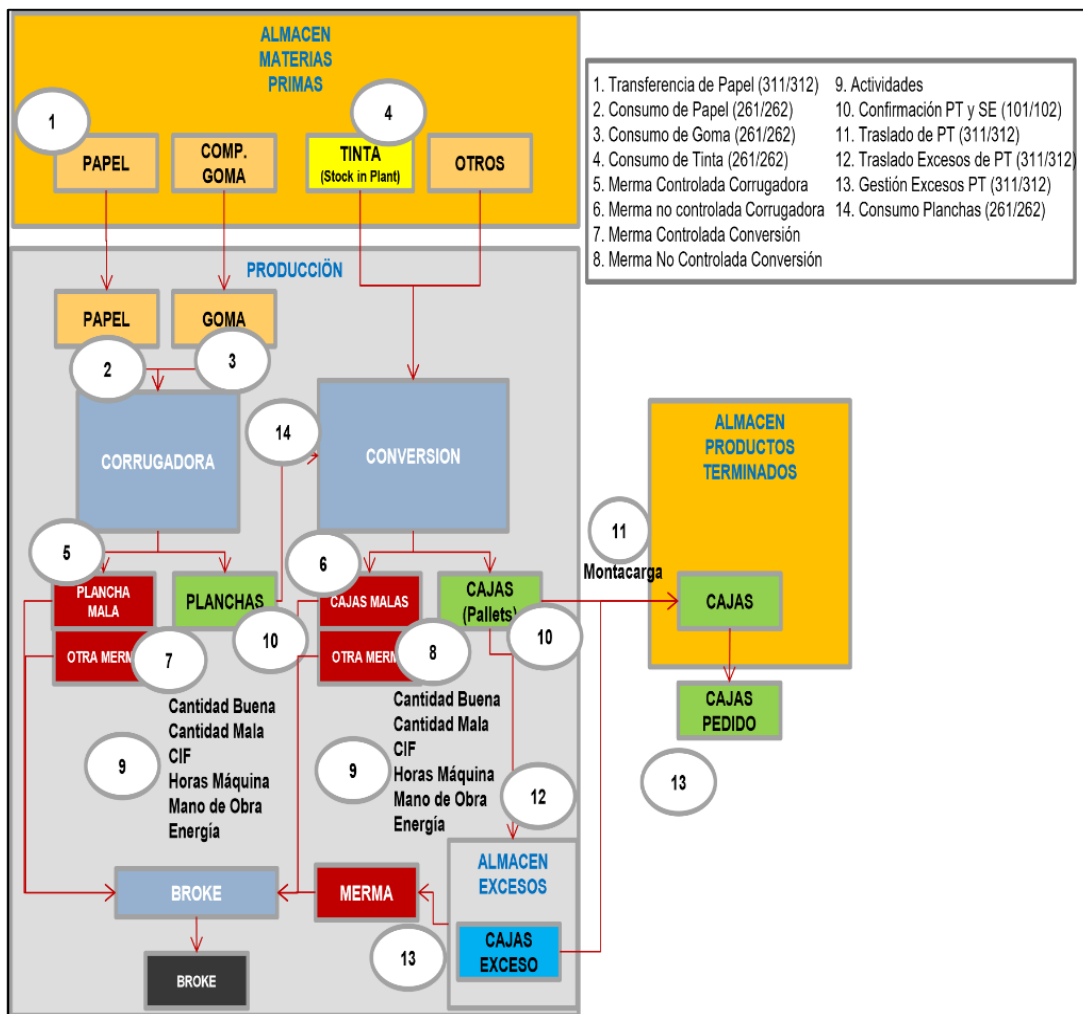 ALMACEN
MATERIAS
PRIMAS
1
4
PAPEL
COMP.
GOMA
TINTA
(Stock in Plant)
OTROS
1. Transferencia de Papel (311/312)
2. Consumo de Papel (261/262)
3. Consumo de Goma (261/262)
4. Consumo de Tinta (261/262)
5. Merma Controlada Corrugadora
6. Merma no controlada Corrugadora
7. Merma Controlada Conversión
8. Merma No Controlada Conversión
9. Actividades
10. Confirmación PT y SE (101/102)
11. Traslado de PT (311/312)
12. Traslado Excesos de PT (311/312)
13. Gestión Excesos PT (311/312)
14. Consumo Planchas (261/262)
PRODUCCIÖN
PAPEL
GOMA
2
3
14
CORRUGADORA
CONVERSION
ALMACEN
PRODUCTOS
TERMINADOS
11
Montacarga
5
6
PLANCHA
MALA
PLANCHAS
CAJAS MALAS
CAJAS
(Pallets)
CAJAS
10
10
OTRA MERM
7
OTRA MERM
8
CAJAS
PEDIDO
13
Cantidad Buena
Cantidad Mala
CIF
Horas Máquina
Mano de Obra
Energía
9
Cantidad Buena
Cantidad Mala
CIF
Horas Máquina
Mano de Obra
Energía
9
12
ALMACEN
EXCESOS
BROKE
MERMA
13
CAJAS
EXCESO
BROKE